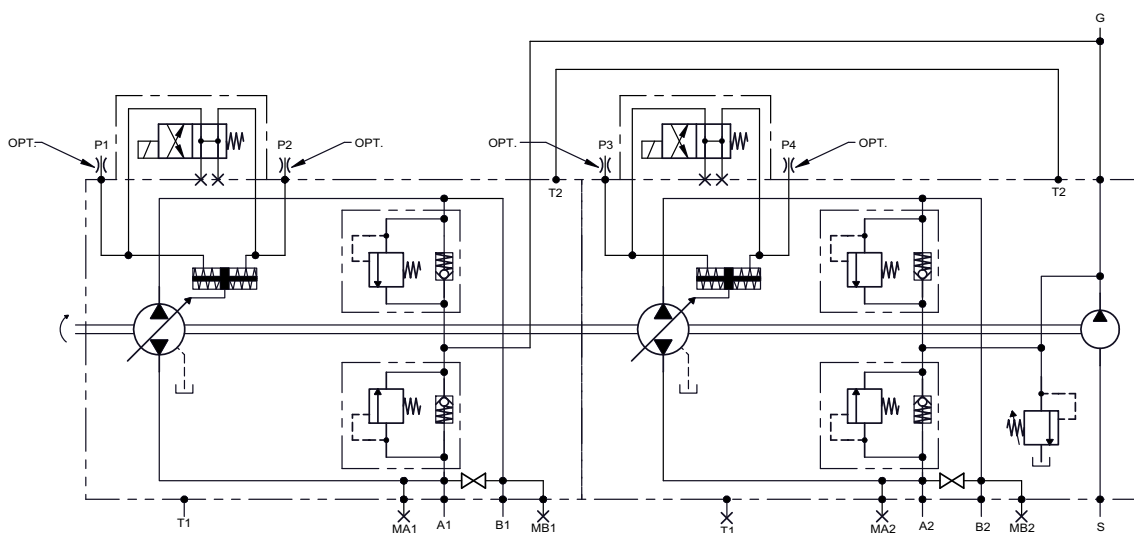 G
OPT. P1 P2 OPT. OPT. P3 P4 OPT.
T2 T2
T1 MA1 A1 B1 MB1 T1 MA2 A2 B2 MB2 S